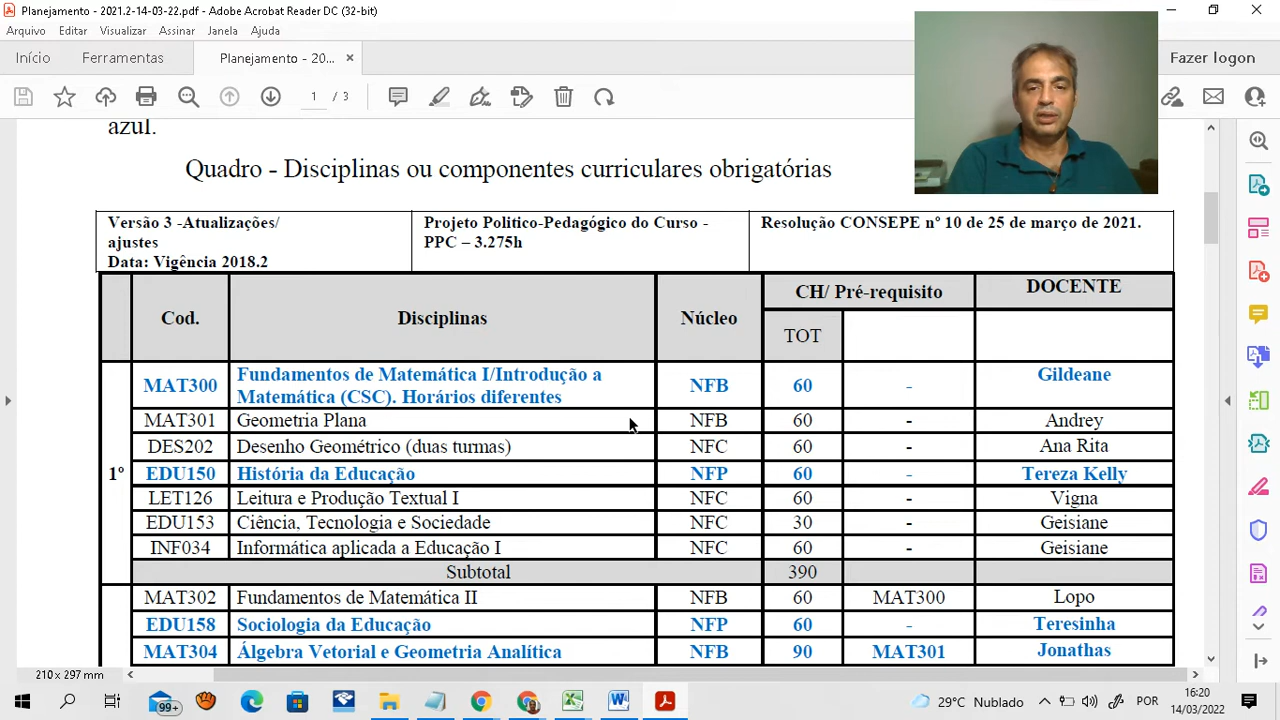 Planejamento - 2021.2-14-03-22.pdf - Adobe Acrobat Reader DC (32-bit)
Arquivo Editar Visualizar Assinar Janela Ajuda
Início Ferramentas Planejamento - 20... × Fazer logon
1 / 3
azul.
Quadro - Disciplinas ou componentes curriculares obrigatórias
Versão 3 -Atualizações/ ajustes
Data: Vigência 2018.2
Projeto Politico-Pedagógico do Curso -
PPC – 3.275h
Resolução CONSEPE nº 10 de 25 de março de 2021.
Cod. Disciplinas Núcleo CH/ Pré-requisito DOCENTE
TOT
1º
MAT300 Fundamentos de Matemática I/Introdução a Matemática (CSC). Horários diferentes NFB 60 - Gildeane
MAT301 Geometria Plana NFB 60 - Andrey
DES202 Desenho Geométrico (duas turmas) NFC 60 - Ana Rita
EDU150 História da Educação NFP 60 - Tereza Kelly
LET126 Leitura e Produção Textual I NFC 60 - Vigna
EDU153 Ciência, Tecnologia e Sociedade NFC 30 - Geisiane
INF034 Informática aplicada a Educação I NFC 60 - Geisiane
Subtotal 390
MAT302 Fundamentos de Matemática II NFB 60 MAT300 Lopo
EDU158 Sociologia da Educação NFP 60 - Teresinha
MAT304 Álgebra Vetorial e Geometria Analítica NFB 90 MAT301 Jonathas
210 x 297 mm
99+
29°C Nublado POR 16:20
14/03/2022